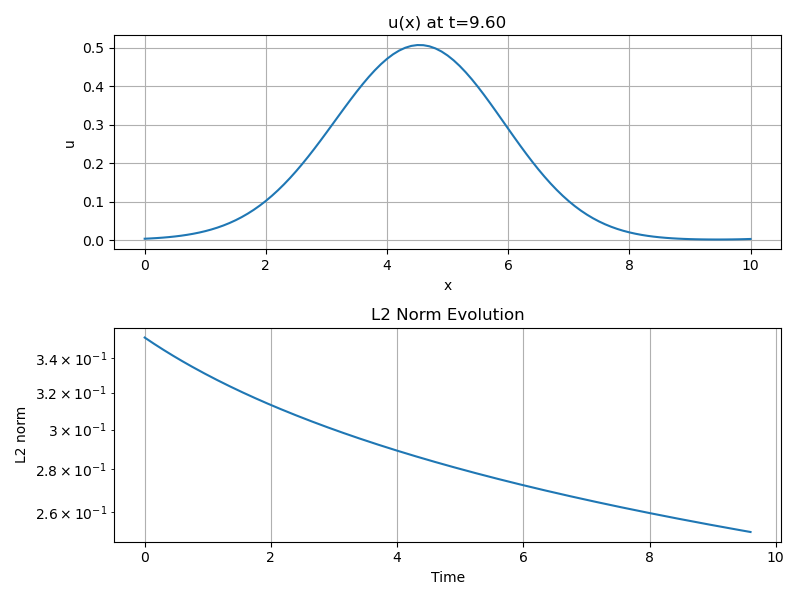 u(x) at t=9.60
0.5
0.4
0.3
0.2
0.1
0.0
u
0 2 4 6 8 10
x
L2 Norm Evolution
3.4 × 10⁻¹
3.2 × 10⁻¹
3 × 10⁻¹
2.8 × 10⁻¹
2.6 × 10⁻¹
L2 norm
0 2 4 6 8 10
Time